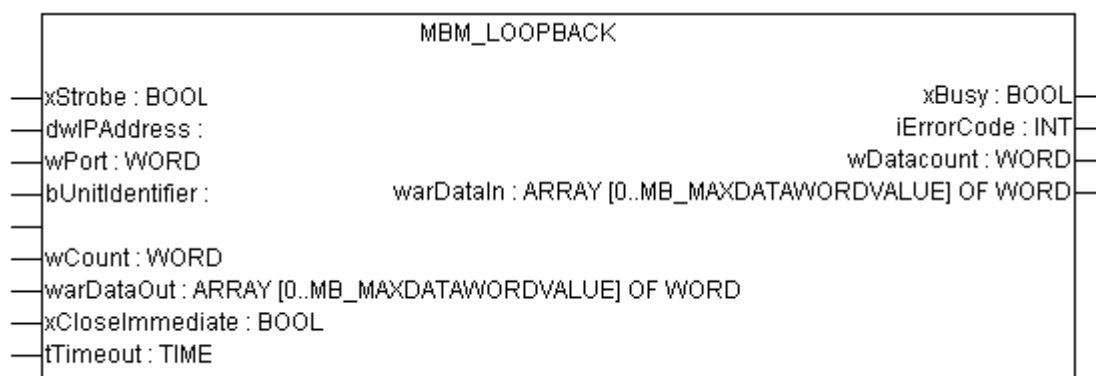 MBM_LOOPBACK
xStrobe : BOOL
xBusy : BOOL
dwIPAddress :
iErrorCode : INT
wPort : WORD
wDatacount : WORD
bUnitIdentifier :
warDataIn : ARRAY [0..MB_MAXDATAWORDVALUE] OF WORD
wCount : WORD
warDataOut : ARRAY [0..MB_MAXDATAWORDVALUE] OF WORD
xCloseImmediate : BOOL
tTimeout : TIME